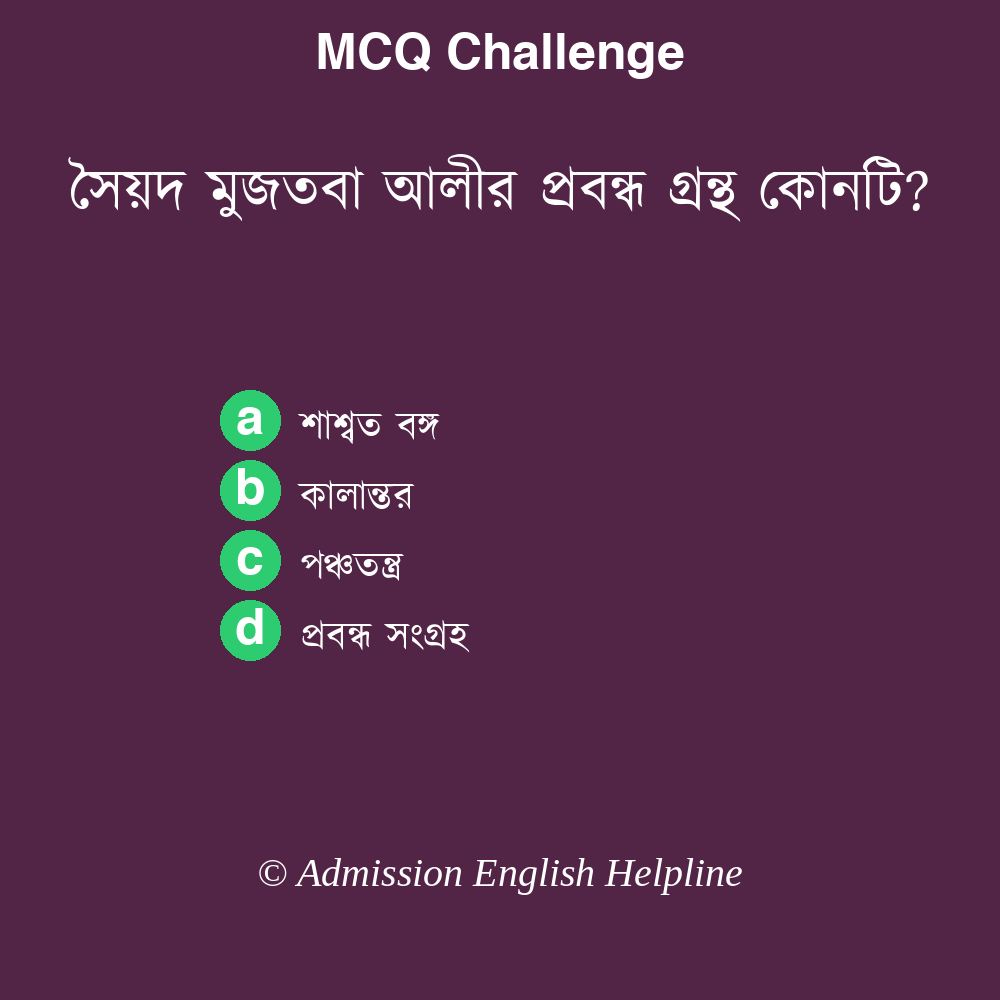 MCQ Challenge
সৈয়দ মুজতবা আলীর প্রবন্ধ গ্রন্থ কোনটি?
a শাশ্বত বঙ্গ
b কালান্তর
c পঞ্চতন্ত্র
d প্রবন্ধ সংগ্রহ
© Admission English Helpline